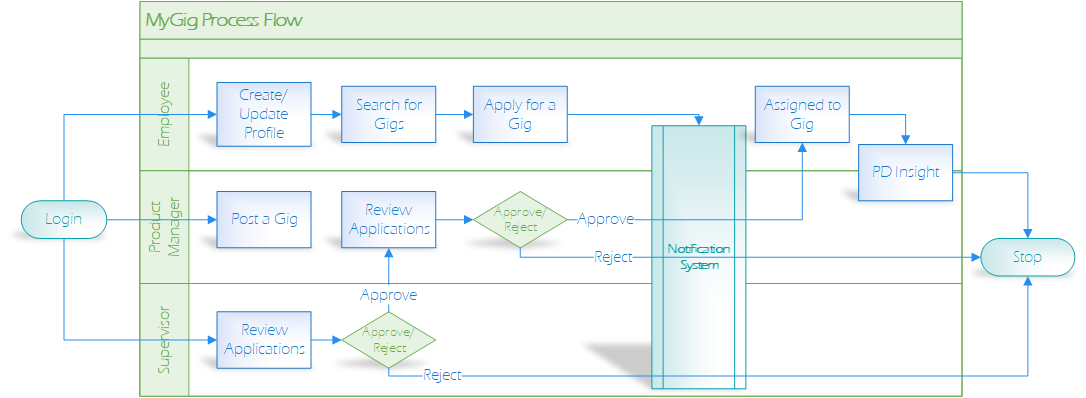 MyGig Process Flow
Employee
Create/
Update
Profile
Search for
Gigs
Apply for a
Gig
Assigned to
Gig
PD Insight
Product
Manager
Login
Post a Gig
Review
Applications
Approve/
Reject
Approve
Reject
Notification
System
Stop
Supervisor
Review
Applications
Approve
Approve/
Reject
Reject